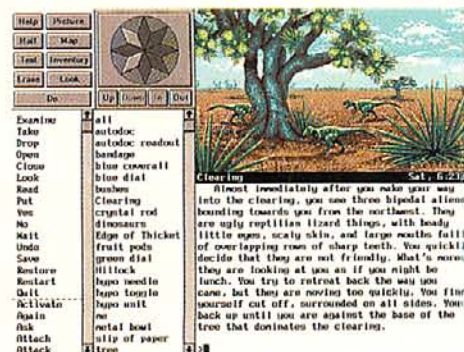 Help Picture
Half Map
Text Inventory
Erase Look
Do
Up Down In Out
Examine
Take
Drop
Open
Close
Look
Read
Put
Yes
No
Wait
Undo
Save
Restore
Restart
Quit
Activate
Again
Ask
Attach
Attack
all
autodoc
autodoc readout
bandage
blue coverall
blue dial
bushes
Clearing
crystal rod
dinosaurs
Edge of Thicket
fruit pods
green dial
Hillock
hypo needle
hypo toggle
hypo unit
me
metal bowl
slip of paper
tree
Clearing Sat, 6:23
Almost immediately after you make your way
into the clearing, you see three bipedal aliens
bounding towards you from the northwest. They
are ugly reptilian lizard things, with beady
little eyes, scaly skin, and large mouths full
of overlapping rows of sharp teeth. You quickl
decide that they are not friendly. What's more
they are looking at you as if you might be
lunch. You try to retreat back the way you
came, but they are moving too quickly. You fin
yourself cut off, surrounded on all sides. You
back up until you are against the base of the
tree that dominates the clearing.
>